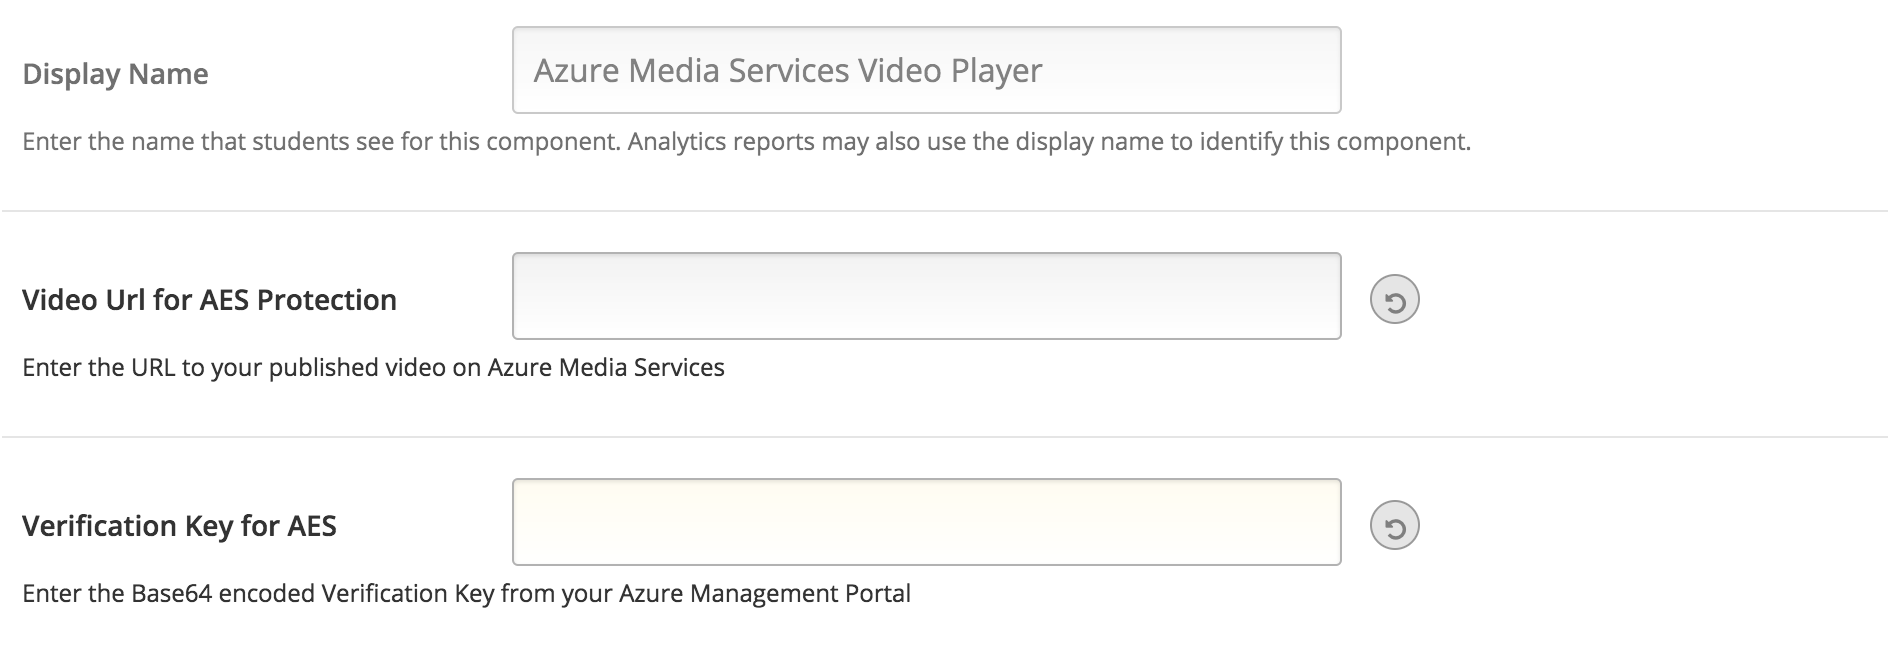 Display Name
Azure Media Services Video Player
Enter the name that students see for this component. Analytics reports may also use the display name to identify this component.
Video Url for AES Protection
Enter the URL to your published video on Azure Media Services
Verification Key for AES
Enter the Base64 encoded Verification Key from your Azure Management Portal